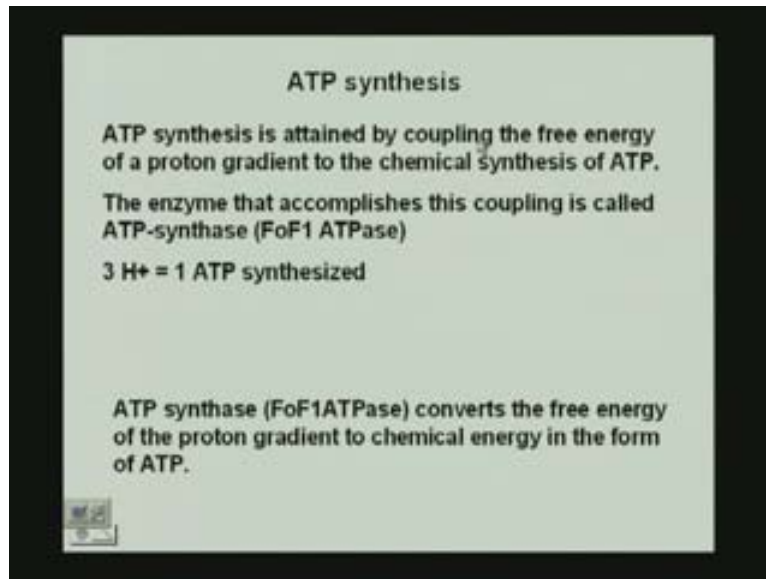 ATP synthesis
ATP synthesis is attained by coupling the free energy
of a proton gradient to the chemical synthesis of ATP.
The enzyme that accomplishes this coupling is called
ATP-synthase (FoF1 ATPase)
3 H+ = 1 ATP synthesized
ATP synthase (FoF1ATPase) converts the free energy
of the proton gradient to chemical energy in the form
of ATP.